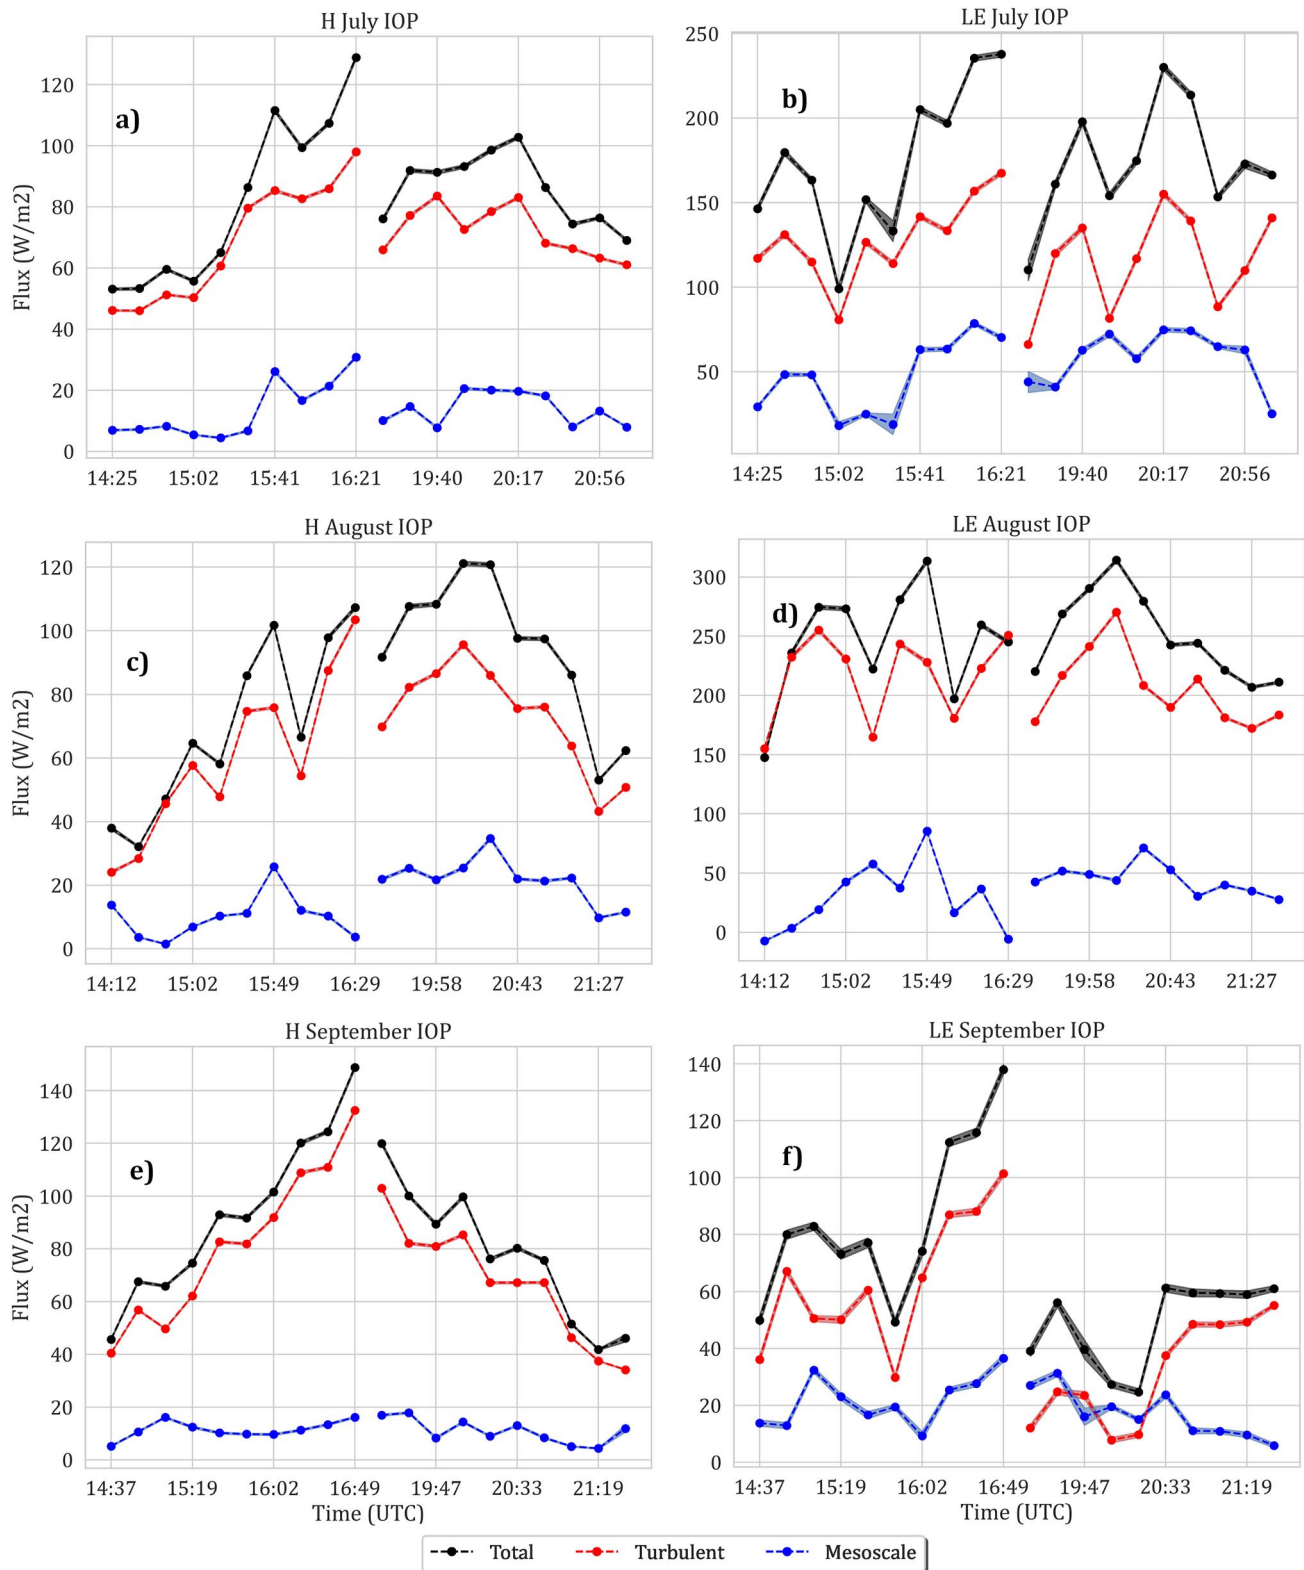 H July IOP
LE July IOP
a)
b)
Flux (W/m2)
120
100
80
60
40
20
0
250
200
150
100
50
14:25 15:02 15:41 16:21 19:40 20:17 20:56
14:25 15:02 15:41 16:21 19:40 20:17 20:56
H August IOP
LE August IOP
c)
d)
Flux (W/m2)
120
100
80
60
40
20
0
300
250
200
150
100
50
0
14:12 15:02 15:49 16:29 19:58 20:43 21:27
14:12 15:02 15:49 16:29 19:58 20:43 21:27
H September IOP
LE September IOP
e)
f)
Flux (W/m2)
140
120
100
80
60
40
20
0
140
120
100
80
60
40
20
0
14:37 15:19 16:02 16:49 19:47 20:33 21:19
14:37 15:19 16:02 16:49 19:47 20:33 21:19
Time (UTC)
Time (UTC)
Total Turbulent Mesoscale